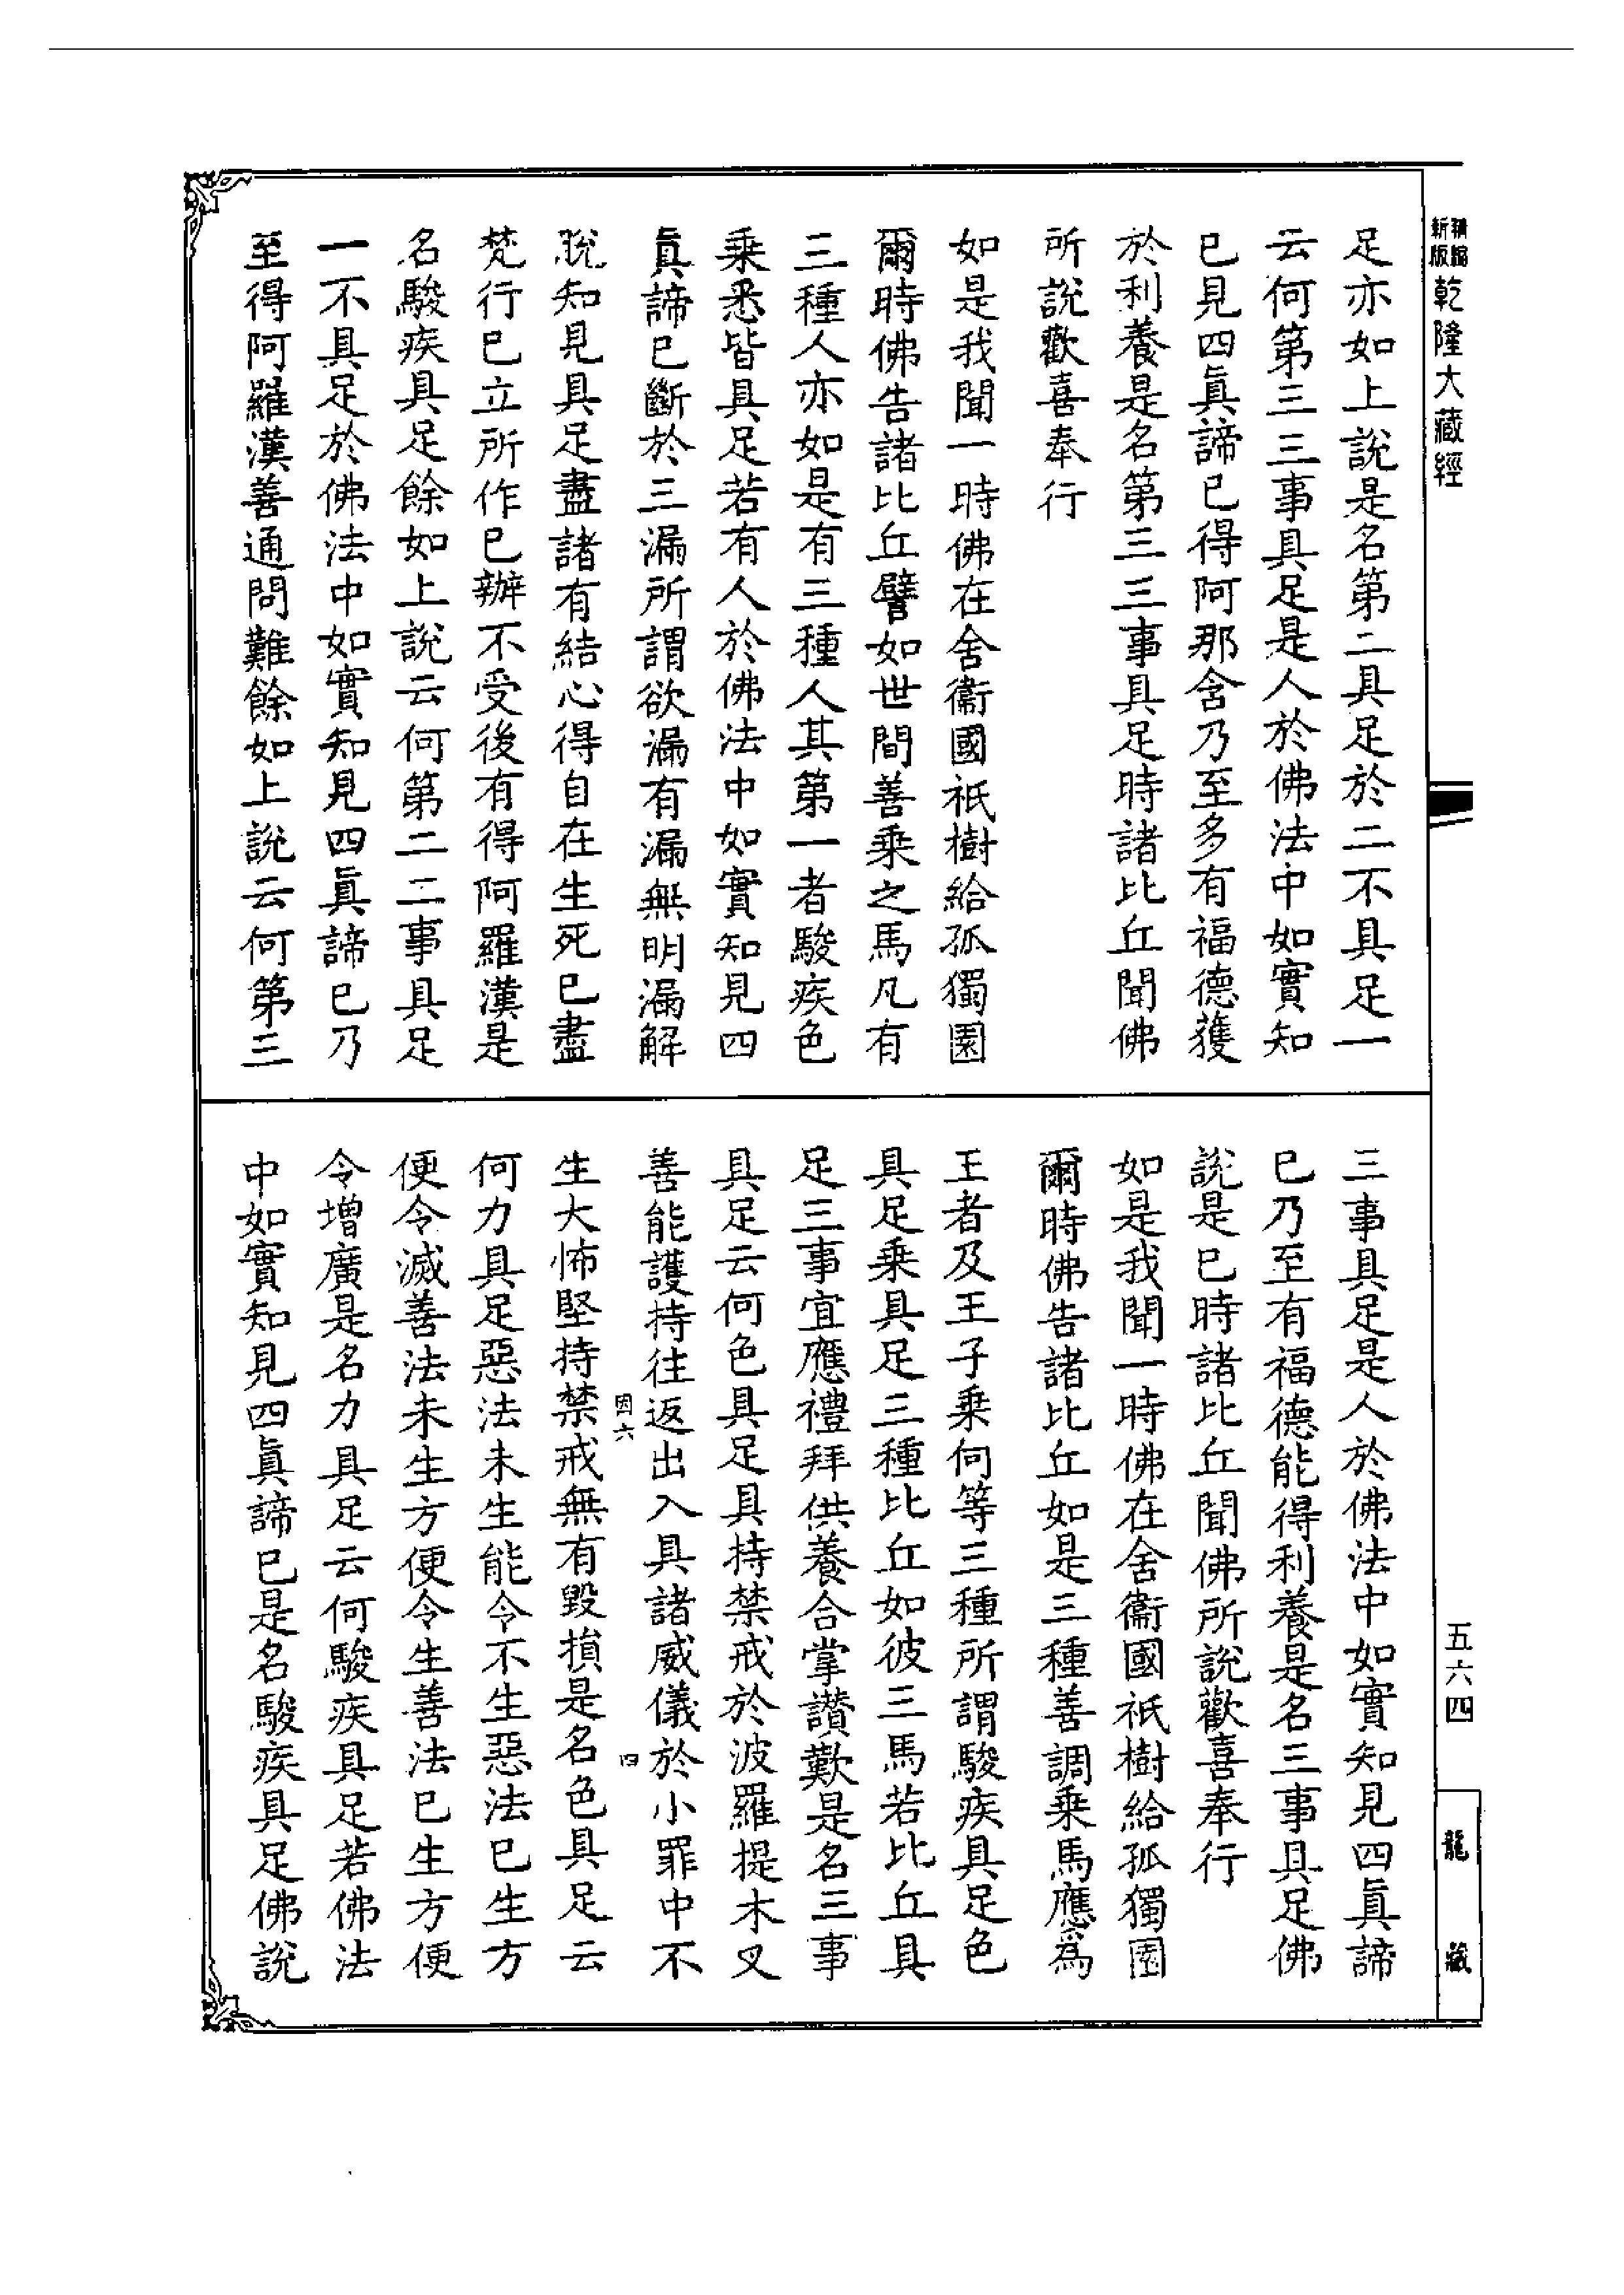 精編
新版
乾隆大藏經
足亦如上說是名第二具足於二不具足一
云何第三三事具足是人於佛法中如實知
已見四眞諦已得阿那含乃至多有福德獲
於利養是名第三三事具足時諸比丘聞佛
所說歡喜奉行
如是我聞一時佛在舍衞國祇樹給孤獨園
爾時佛告諸比丘譬如世間善乘之馬凡有
三種人亦如是有三種人其第一者駿疾色
乘悉皆具足若有人於佛法中如實知見四
眞諦已斷於三漏所謂欲漏有漏無明漏解
脫知見具足盡諸有結心得自在生死已盡
梵行已立所作已辦不受後有得阿羅漢是
名駿疾具足餘如上說云何第二二事具足
一不具足於佛法中如實知見四眞諦已乃
至得阿羅漢善通問難餘如上說云何第三
三事具足是人於佛法中如實知見四眞諦
已乃至有福德能得利養是名三事具足佛
說是已時諸比丘聞佛所說歡喜奉行
如是我聞一時佛在舍衞國祇樹給孤獨園
爾時佛告諸比丘如是三種善調乘馬應爲
王者及王子乘何等三種所謂駿疾具足色
具足乘具足三種比丘如彼三馬若比丘具
足三事宜應禮拜供養合掌讚歎是名三事
具足云何色具足具持禁戒於波羅提木叉
善能護持往返出入具諸威儀於小罪中不
因六
四
生大怖堅持禁戒無有毀損是名色具足云
何力具足惡法未生能令不生惡法已生方
便令滅善法未生方便令生善法已生方便
令增廣是名力具足云何駿疾具足若佛法
中如實知見四眞諦已是名駿疾具足佛說
五六四
龍藏